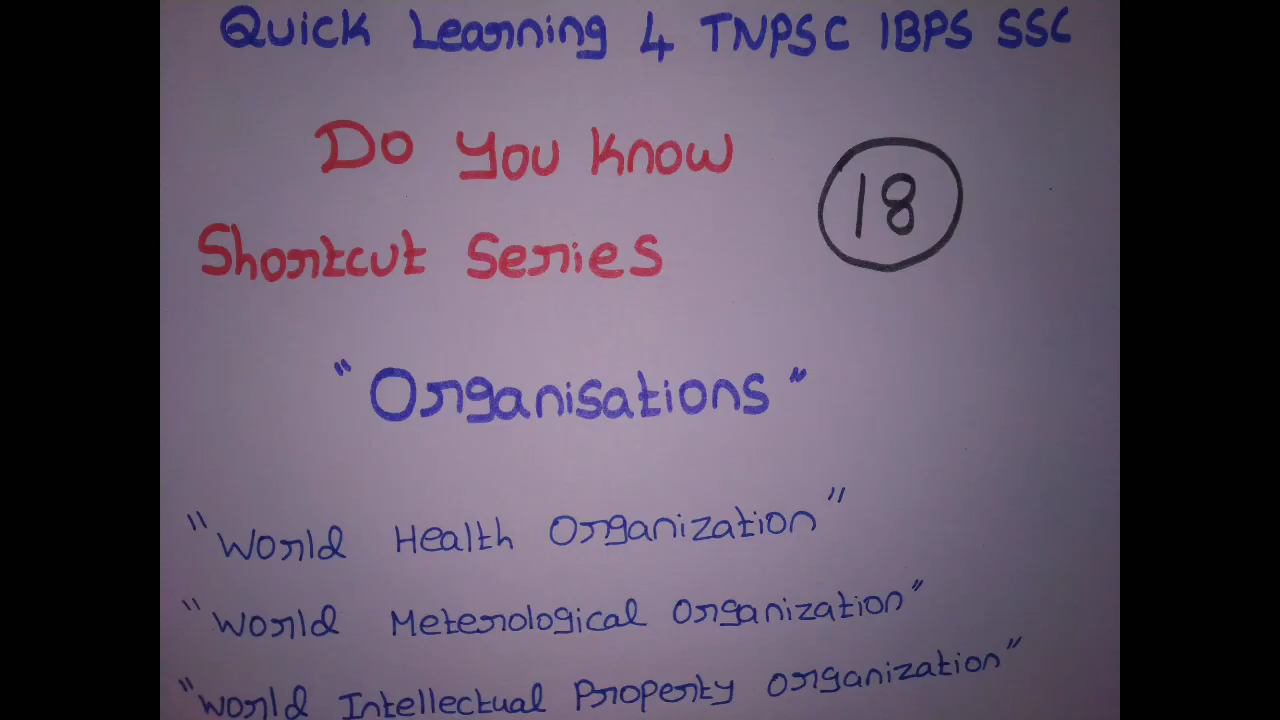 Quick Learning 4 TNPSC IBPS SSC
Do You Know
18
Shortcut Series
"Organisations"
"World Health Organization"
"World Meterological Organization"
"World Intellectual Property Organization"